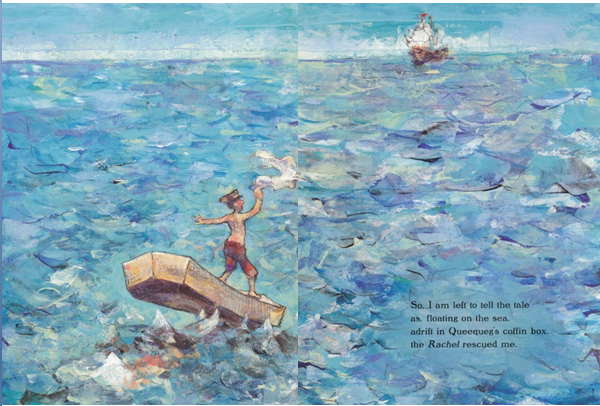 So, I am left to tell the tale
as, floating on the sea,
adrift in Queequeg's coffin box,
the Rachel rescued me.